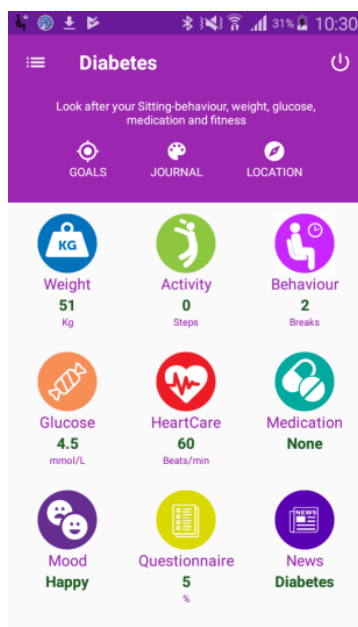 31% 10:30
Diabetes
Look after your Sitting-behaviour, weight, glucose,
medication and fitness
GOALS JOURNAL LOCATION
KG
Weight Activity Behaviour
51 0 2
Kg Steps Breaks
Glucose HeartCare Medication
4.5 60 None
mmol/L Beats/min
NEWS
Mood Questionnaire News
Happy 5 Diabetes
%